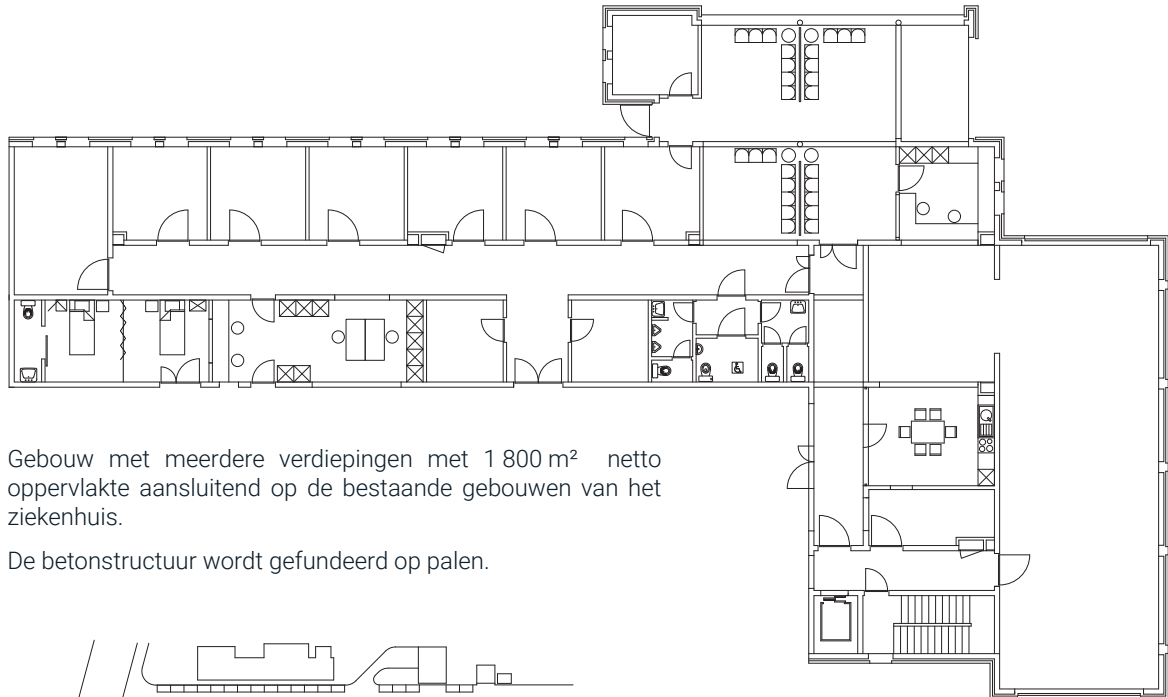 Gebouw met meerdere verdiepingen met 1 800 m² netto
oppervlakte aansluitend op de bestaande gebouwen van het
ziekenhuis.
De betonstructuur wordt gefundeerd op palen.